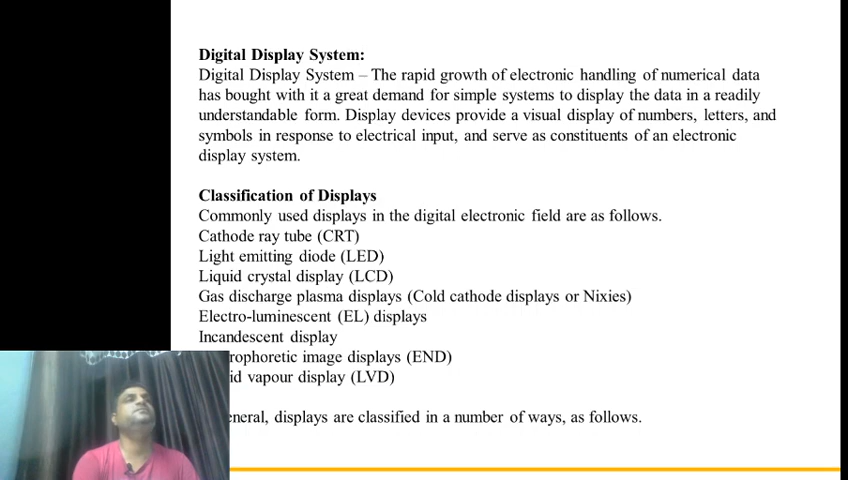 Digital Display System:
Digital Display System – The rapid growth of electronic handling of numerical data
has bought with it a great demand for simple systems to display the data in a readily
understandable form. Display devices provide a visual display of numbers, letters, and
symbols in response to electrical input, and serve as constituents of an electronic
display system.
Classification of Displays
Commonly used displays in the digital electronic field are as follows.
Cathode ray tube (CRT)
Light emitting diode (LED)
Liquid crystal display (LCD)
Gas discharge plasma displays (Cold cathode displays or Nixies)
Electro-luminescent (EL) displays
Incandescent display
image displays (END)
vapour display (LVD)
displays are classified in a number of ways, as follows.